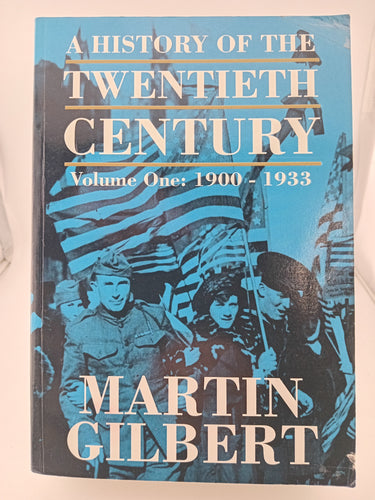 A HISTORY OF THE
TWENTIETH
CENTURY
Volume One: 1900 - 1933
MARTIN
GILBERT